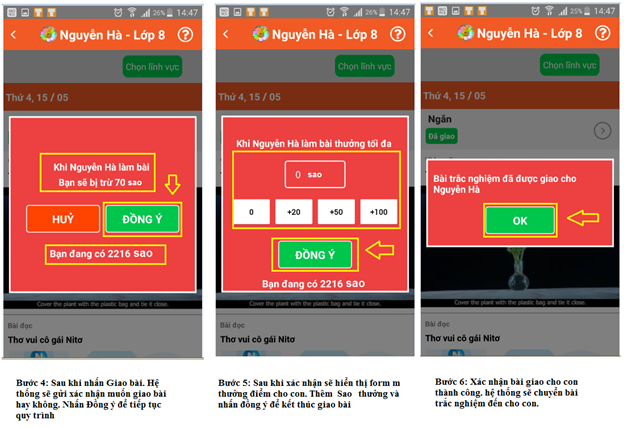 26% 14:47
Nguyễn Hà - Lớp 8
Chọn lĩnh vực
Thứ 4, 15 / 05
Khi Nguyễn Hà làm bài
Bạn sẽ bị trừ 70 sao
HUỶ
ĐỒNG Ý
Bạn đang có 2216 sao
Cover the plant with the plastic bag and tie it close.
Bài đọc
Thơ vui cô gái Nitơ
Bước 4: Sau khi nhấn Giao bài. Hệ
thống sẽ gửi xác nhận muốn giao bài
hay không. Nhấn Đồng ý để tiếp tục
quy trình
26% 14:47
Nguyễn Hà - Lớp 8
Chọn lĩnh vực
Thứ 4, 15 / 05
Khi Nguyễn Hà làm bài thưởng tối đa
0 sao
0
+20
+50
+100
ĐỒNG Ý
Bạn đang có 2216 sao
Cover the plant with the plastic bag and tie it close.
Bài đọc
Thơ vui cô gái Nitơ
Bước 5: Sau khi xác nhận sẽ hiển thị form m
thưởng điểm cho con. Thêm Sao thưởng và
nhấn đồng ý để kết thúc giao bài
25% 14:47
Nguyễn Hà - Lớp 8
Chọn lĩnh vực
Thứ 4, 15 / 05
Ngắn
Đã giao
Bài trắc nghiệm đã được giao cho
Nguyễn Hà
OK
Cover the plant with the plastic bag and tie it close.
Bài đọc
Thơ vui cô gái Nitơ
Bước 6: Xác nhận bài giao cho con
thành công. hệ thống sẽ chuyển bài
trắc nghiệm đến cho con.